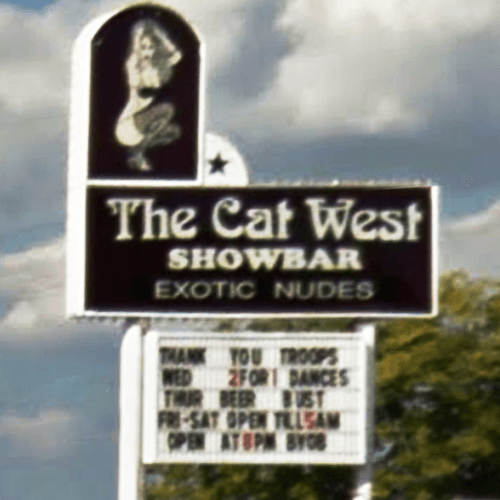 The Cat West
SHOWBAR
EXOTIC NUDES
THANK YOU TROOPS
WED 2FOR1 DANCES
THUR BEER BUST
FRI-SAT OPEN TILL5AM
OPEN AT8PM BYOB